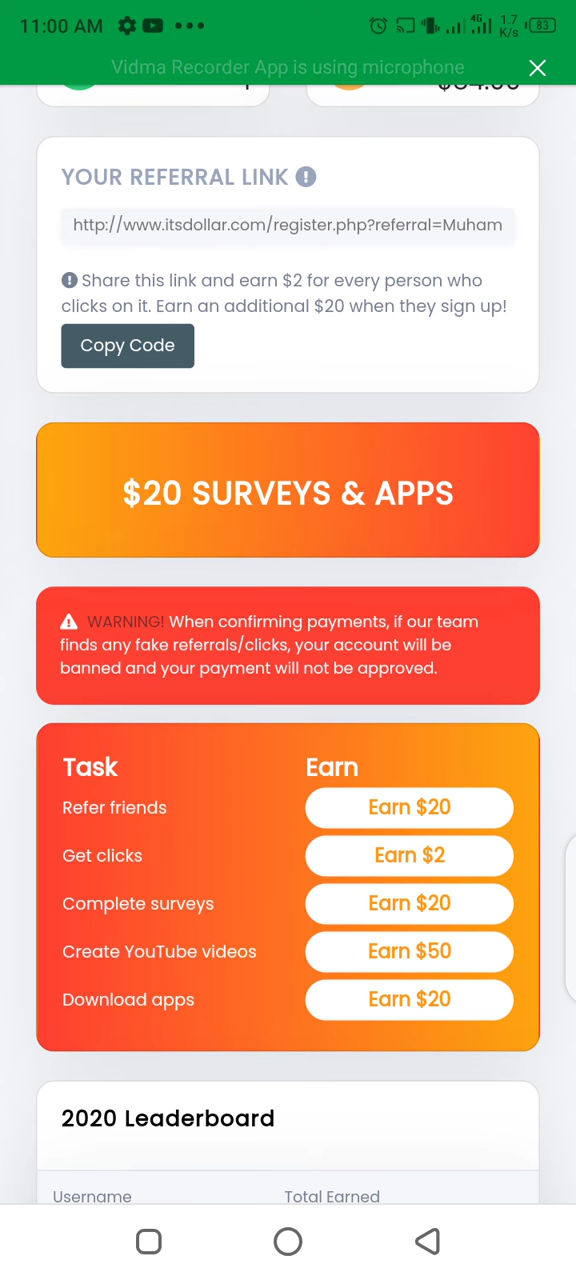 11:00 AM
4G
1.7
K/s
83
Vidma Recorder App is using microphone
YOUR REFERRAL LINK
http://www.itsdollar.com/register.php?referral=Muham
Share this link and earn $2 for every person who
clicks on it. Earn an additional $20 when they sign up!
Copy Code
$20 SURVEYS & APPS
WARNING! When confirming payments, if our team
finds any fake referrals/clicks, your account will be
banned and your payment will not be approved.
Task Earn
Refer friends Earn $20
Get clicks Earn $2
Complete surveys Earn $20
Create YouTube videos Earn $50
Download apps Earn $20
2020 Leaderboard
Username Total Earned